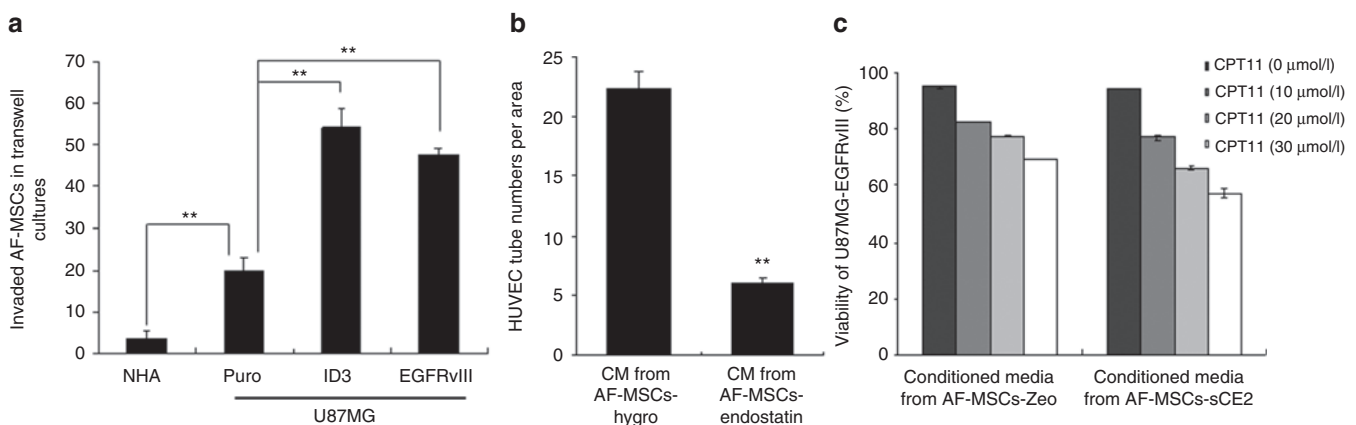 a
Invaded AF-MSCs in transwell
cultures
70
60
50
40
30
20
10
0
**
**
**
NHA
Puro
ID3
EGFRvIII
U87MG
b
HUVEC tube numbers per area
25
20
15
10
5
0
**
CM from
AF-MSCs-
hygro
CM from
AF-MSCs-
endostatin
c
Viability of U87MG-EGFRvIII (%)
100
80
60
40
20
0
Conditioned media
from AF-MSCs-Zeo
Conditioned media
from AF-MSCs-sCE2
CPT11 (0 μmol/l)
CPT11 (10 μmol/l)
CPT11 (20 μmol/l)
CPT11 (30 μmol/l)